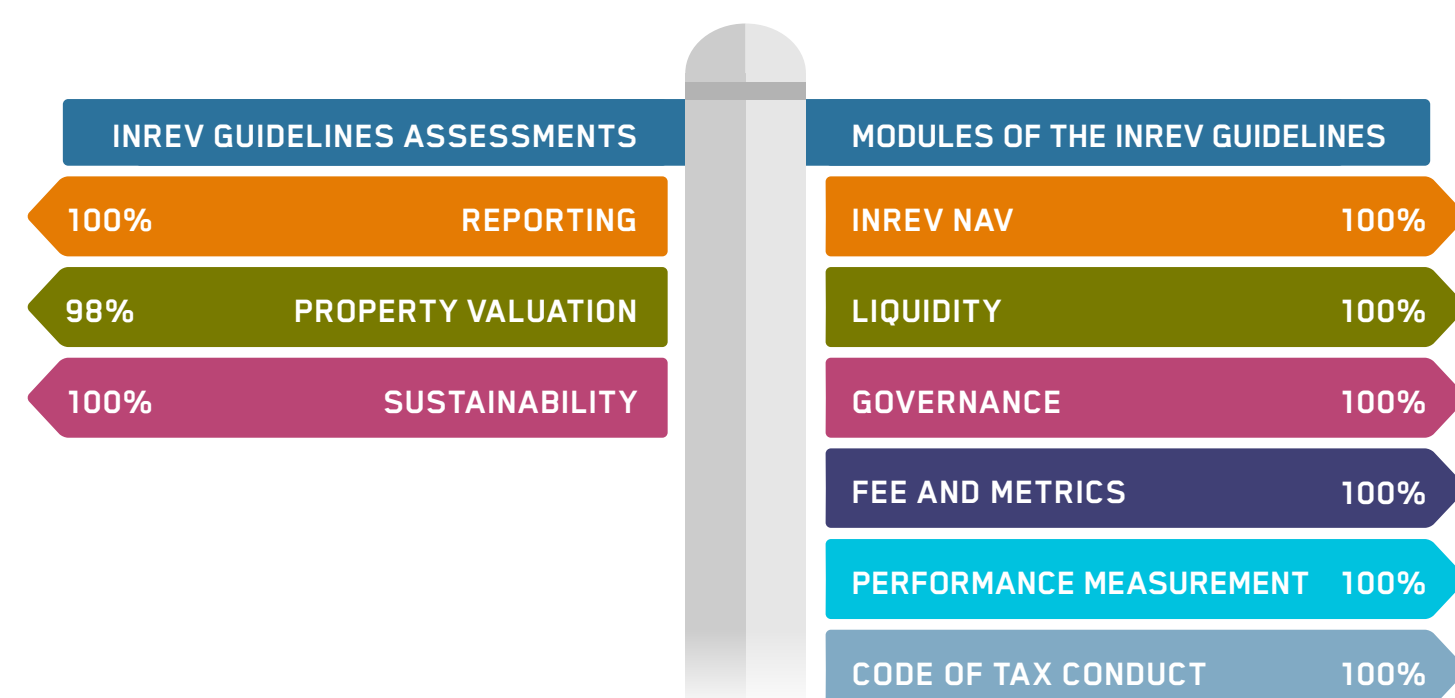 INREV GUIDELINES ASSESSMENTS
100% REPORTING
98% PROPERTY VALUATION
100% SUSTAINABILITY
MODULES OF THE INREV GUIDELINES
INREV NAV 100%
LIQUIDITY 100%
GOVERNANCE 100%
FEE AND METRICS 100%
PERFORMANCE MEASUREMENT 100%
CODE OF TAX CONDUCT 100%